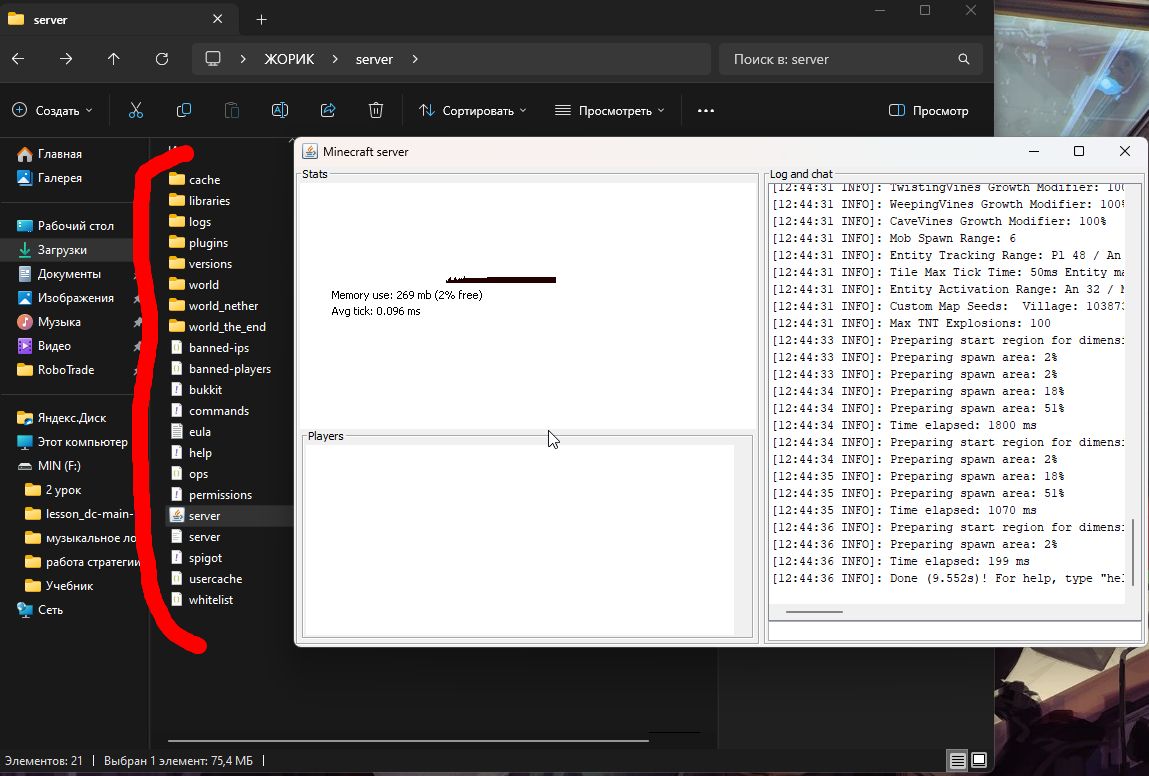 server
ЖОРИК
server
Поиск в: server
Создать
Сортировать
Просмотреть
Просмотр
Главная
Галерея
Рабочий стол
Загрузки
Документы
Изображения
Музыка
Видео
RoboTrade
Яндекс.Диск
Этот компьютер
MIN (F:)
2 урок
lesson_dc-main-
музыкальное ло
работа стратегии
Учебник
Сеть
cache
libraries
logs
plugins
versions
world
world_nether
world_the_end
banned-ips
banned-players
bukkit
commands
eula
help
ops
permissions
server
server
spigot
usercache
whitelist
Элементов: 21
Выбран 1 элемент: 75,4 МБ
Minecraft server
Stats
Memory use: 269 mb (2% free)
Avg tick: 0.096 ms
Players
Log and chat
[12:44:31 INFO]: TwistingVines Growth Modifier: 100
[12:44:31 INFO]: WeepingVines Growth Modifier: 100%
[12:44:31 INFO]: CaveVines Growth Modifier: 100%
[12:44:31 INFO]: Mob Spawn Range: 6
[12:44:31 INFO]: Entity Tracking Range: Pl 48 / An
[12:44:31 INFO]: Tile Max Tick Time: 50ms Entity ma
[12:44:31 INFO]: Entity Activation Range: An 32 / M
[12:44:31 INFO]: Custom Map Seeds:  Village: 103873
[12:44:31 INFO]: Max TNT Explosions: 100
[12:44:33 INFO]: Preparing start region for dimensi
[12:44:33 INFO]: Preparing spawn area: 2%
[12:44:33 INFO]: Preparing spawn area: 2%
[12:44:34 INFO]: Preparing spawn area: 18%
[12:44:34 INFO]: Preparing spawn area: 51%
[12:44:34 INFO]: Time elapsed: 1800 ms
[12:44:34 INFO]: Preparing start region for dimensi
[12:44:34 INFO]: Preparing spawn area: 2%
[12:44:35 INFO]: Preparing spawn area: 18%
[12:44:35 INFO]: Preparing spawn area: 51%
[12:44:35 INFO]: Time elapsed: 1070 ms
[12:44:36 INFO]: Preparing start region for dimensi
[12:44:36 INFO]: Preparing spawn area: 2%
[12:44:36 INFO]: Time elapsed: 199 ms
[12:44:36 INFO]: Done (9.552s)! For help, type "hel